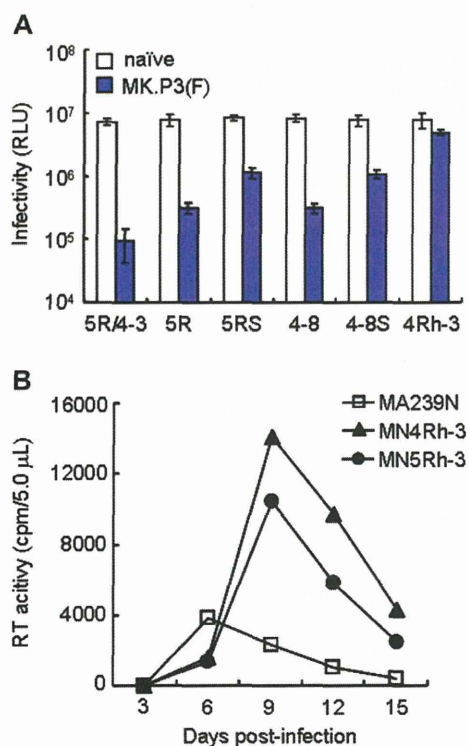 A
naïve
MK.P3(F)
Infectivity (RLU)
10⁸
10⁷
10⁶
10⁵
10⁴
5R/4-3 5R 5RS 4-8 4-8S 4Rh-3
B
MA239N
MN4Rh-3
MN5Rh-3
RT acitivy (cpm/5.0 µL)
16000
12000
8000
4000
0
3 6 9 12 15
Days post-infection